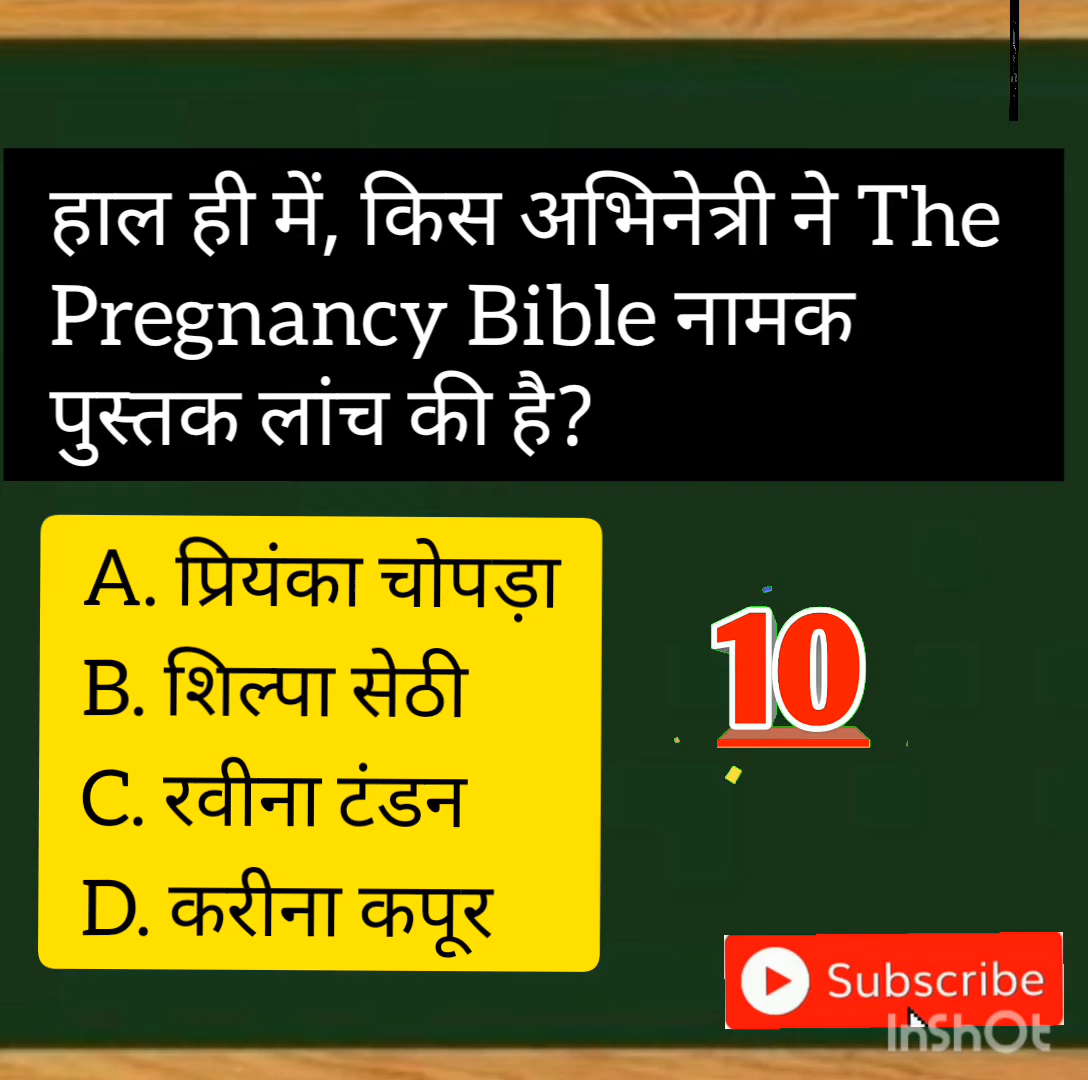 हाल ही में, किस अभिनेत्री ने The
Pregnancy Bible नामक
पुस्तक लांच की है?
A. प्रियंका चोपड़ा
B. शिल्पा सेठी
C. रवीना टंडन
D. करीना कपूर
10
Subscribe
InShOt